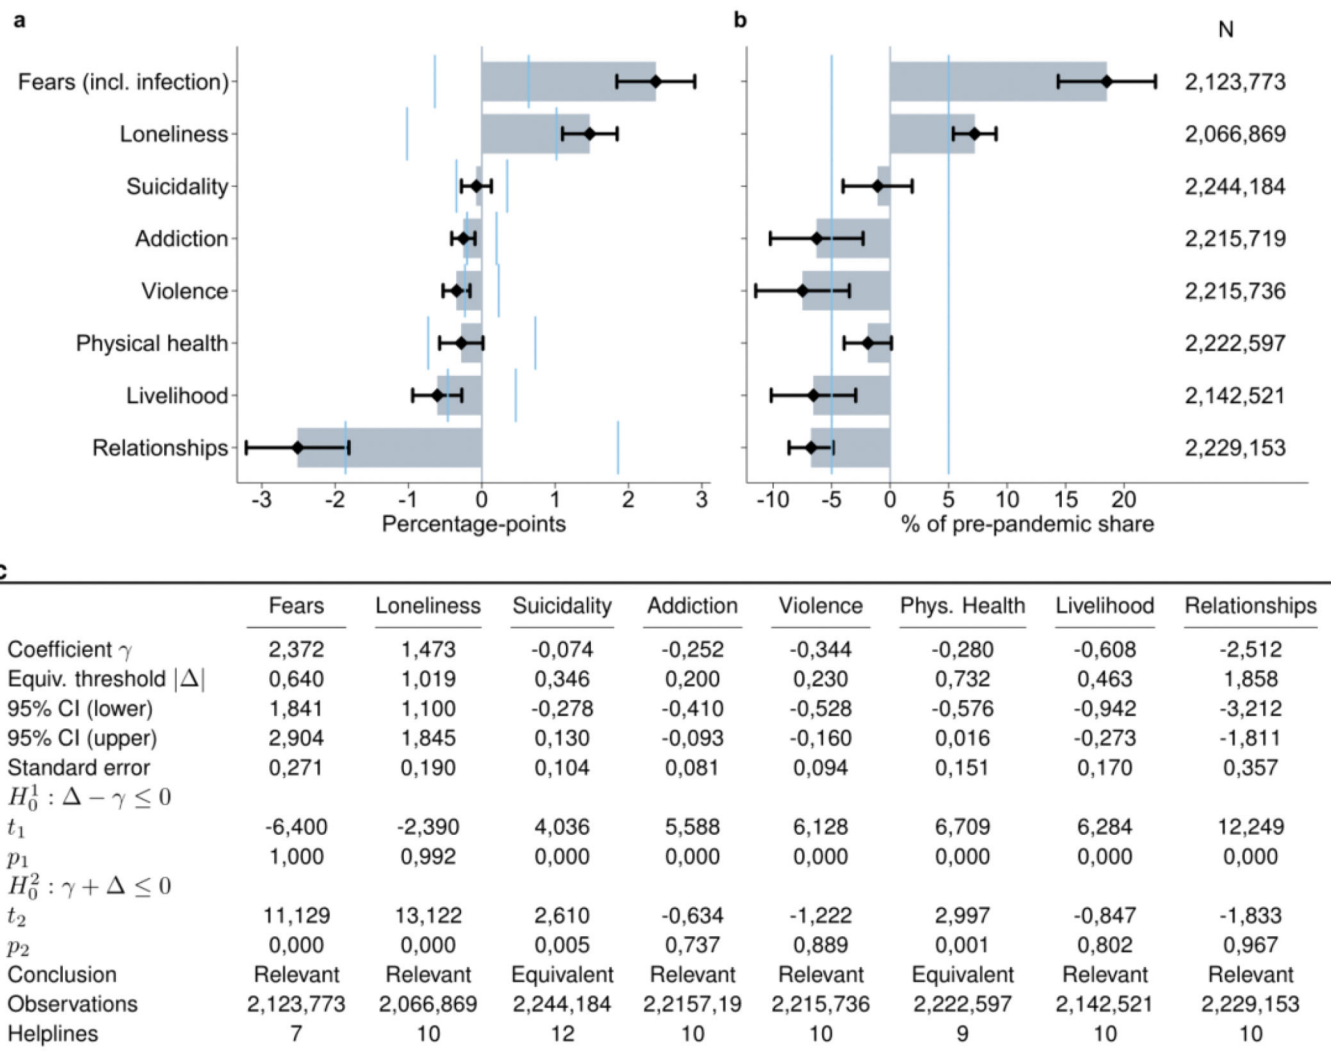 a
b
N
Fears (incl. infection)
2,123,773
Loneliness
2,066,869
Suicidality
2,244,184
Addiction
2,215,719
Violence
2,215,736
Physical health
2,222,597
Livelihood
2,142,521
Relationships
2,229,153
-3 -2 -1 0 1 2 3
Percentage-points
-10 -5 0 5 10 15 20
% of pre-pandemic share
c
Fears Loneliness Suicidality Addiction Violence Phys. Health Livelihood Relationships
Coefficient γ 2,372 1,473 -0,074 -0,252 -0,344 -0,280 -0,608 -2,512
Equiv. threshold |Δ| 0,640 1,019 0,346 0,200 0,230 0,732 0,463 1,858
95% CI (lower) 1,841 1,100 -0,278 -0,410 -0,528 -0,576 -0,942 -3,212
95% CI (upper) 2,904 1,845 0,130 -0,093 -0,160 0,016 -0,273 -1,811
Standard error 0,271 0,190 0,104 0,081 0,094 0,151 0,170 0,357
H₀¹ : Δ − γ ≤ 0
t₁ -6,400 -2,390 4,036 5,588 6,128 6,709 6,284 12,249
p₁ 1,000 0,992 0,000 0,000 0,000 0,000 0,000 0,000
H₀² : γ + Δ ≤ 0
t₂ 11,129 13,122 2,610 -0,634 -1,222 2,997 -0,847 -1,833
p₂ 0,000 0,000 0,005 0,737 0,889 0,001 0,802 0,967
Conclusion Relevant Relevant Equivalent Relevant Relevant Equivalent Relevant Relevant
Observations 2,123,773 2,066,869 2,244,184 2,2157,19 2,215,736 2,222,597 2,142,521 2,229,153
Helplines 7 10 12 10 10 9 10 10